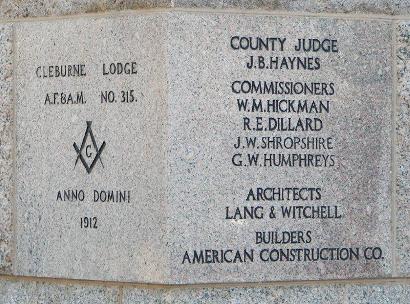 CLEBURNE LODGE
A.F.&A.M. NO. 315.
G
ANNO DOMINI
1912
COUNTY JUDGE
J.B. HAYNES
COMMISSIONERS
W.M. HICKMAN
R.E. DILLARD
J.W. SHROPSHIRE
G.W. HUMPHREYS
ARCHITECTS
LANG & WITCHELL
BUILDERS
AMERICAN CONSTRUCTION CO.